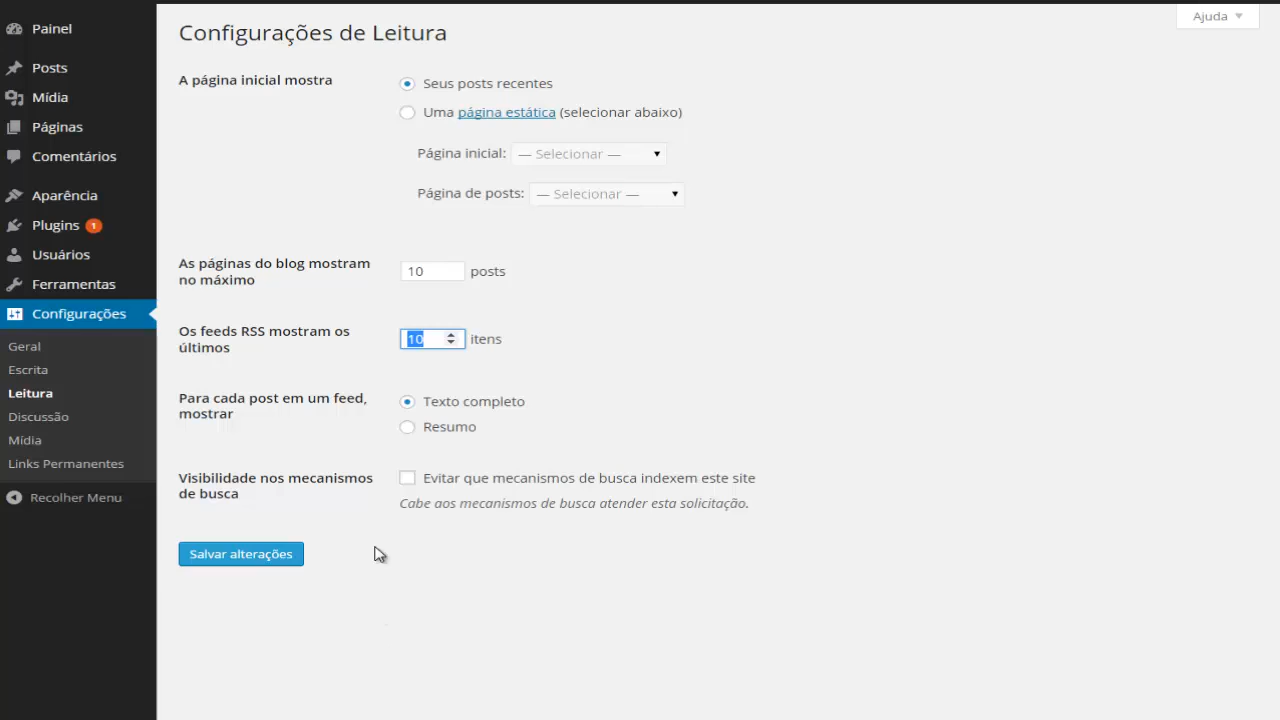 Painel
Posts
Mídia
Páginas
Comentários
Aparência
Plugins 1
Usuários
Ferramentas
Configurações
Geral
Escrita
Leitura
Discussão
Mídia
Links Permanentes
Recolher Menu
Ajuda
Configurações de Leitura
A página inicial mostra
Seus posts recentes
Uma página estática (selecionar abaixo)
Página inicial: — Selecionar —
Página de posts: — Selecionar —
As páginas do blog mostram
no máximo
10 posts
Os feeds RSS mostram os
últimos
10 itens
Para cada post em um feed,
mostrar
Texto completo
Resumo
Visibilidade nos mecanismos
de busca
Evitar que mecanismos de busca indexem este site
Cabe aos mecanismos de busca atender esta solicitação.
Salvar alterações